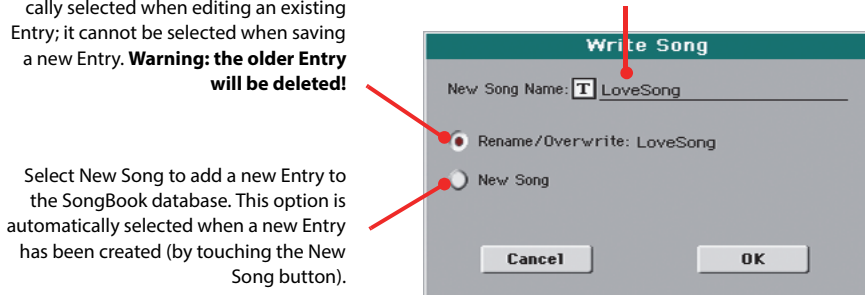 cally selected when editing an existing
Entry; it cannot be selected when saving
a new Entry. Warning: the older Entry
will be deleted!
Select New Song to add a new Entry to
the SongBook database. This option is
automatically selected when a new Entry
has been created (by touching the New
Song button).
Write Song
New Song Name: T LoveSong
Rename/Overwrite: LoveSong
New Song
Cancel OK